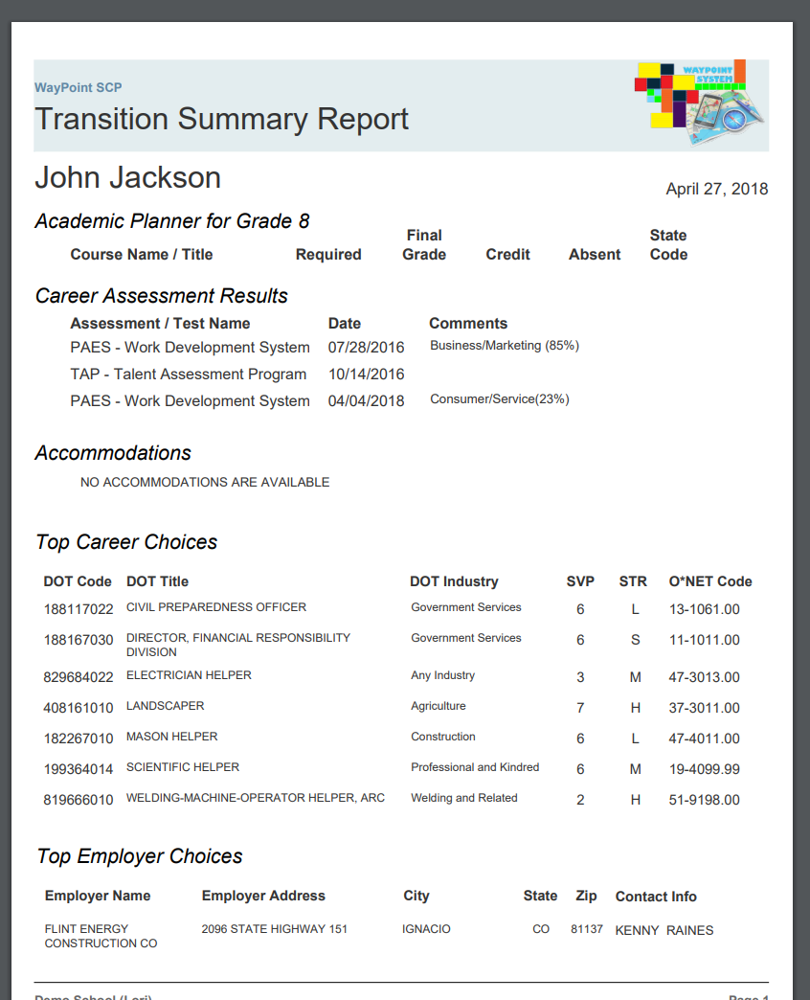 WayPoint SCP
WAYPOINT
SYSTEM
Transition Summary Report
John Jackson
April 27, 2018
Academic Planner for Grade 8
Course Name / Title Required Final Grade Credit Absent State Code
Career Assessment Results
Assessment / Test Name Date Comments
PAES - Work Development System 07/28/2016 Business/Marketing (85%)
TAP - Talent Assessment Program 10/14/2016
PAES - Work Development System 04/04/2018 Consumer/Service(23%)
Accommodations
NO ACCOMMODATIONS ARE AVAILABLE
Top Career Choices
DOT Code DOT Title DOT Industry SVP STR O*NET Code
188117022 CIVIL PREPAREDNESS OFFICER Government Services 6 L 13-1061.00
188167030 DIRECTOR, FINANCIAL RESPONSIBILITY DIVISION Government Services 6 S 11-1011.00
829684022 ELECTRICIAN HELPER Any Industry 3 M 47-3013.00
408161010 LANDSCAPER Agriculture 7 H 37-3011.00
182267010 MASON HELPER Construction 6 L 47-4011.00
199364014 SCIENTIFIC HELPER Professional and Kindred 6 M 19-4099.99
819666010 WELDING-MACHINE-OPERATOR HELPER, ARC Welding and Related 2 H 51-9198.00
Top Employer Choices
Employer Name Employer Address City State Zip Contact Info
FLINT ENERGY CONSTRUCTION CO 2096 STATE HIGHWAY 151 IGNACIO CO 81137 KENNY RAINES
Demo School (Lori) Page 1